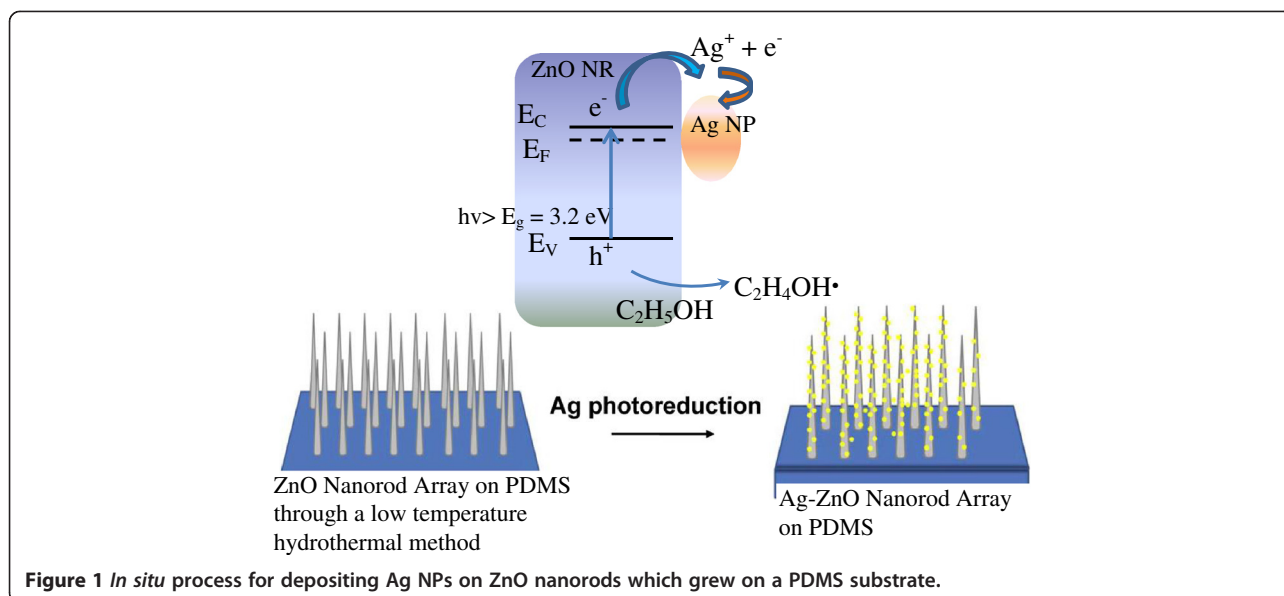 Ag⁺ + e⁻
ZnO NR
e⁻
E_C
Ag NP
E_F
hν> E_g = 3.2 eV
E_V
h⁺
C₂H₅OH
C₂H₄OH•
Ag photoreduction
ZnO Nanorod Array on PDMS
through a low temperature
hydrothermal method
Ag-ZnO Nanorod Array
on PDMS
Figure 1 In situ process for depositing Ag NPs on ZnO nanorods which grew on a PDMS substrate.